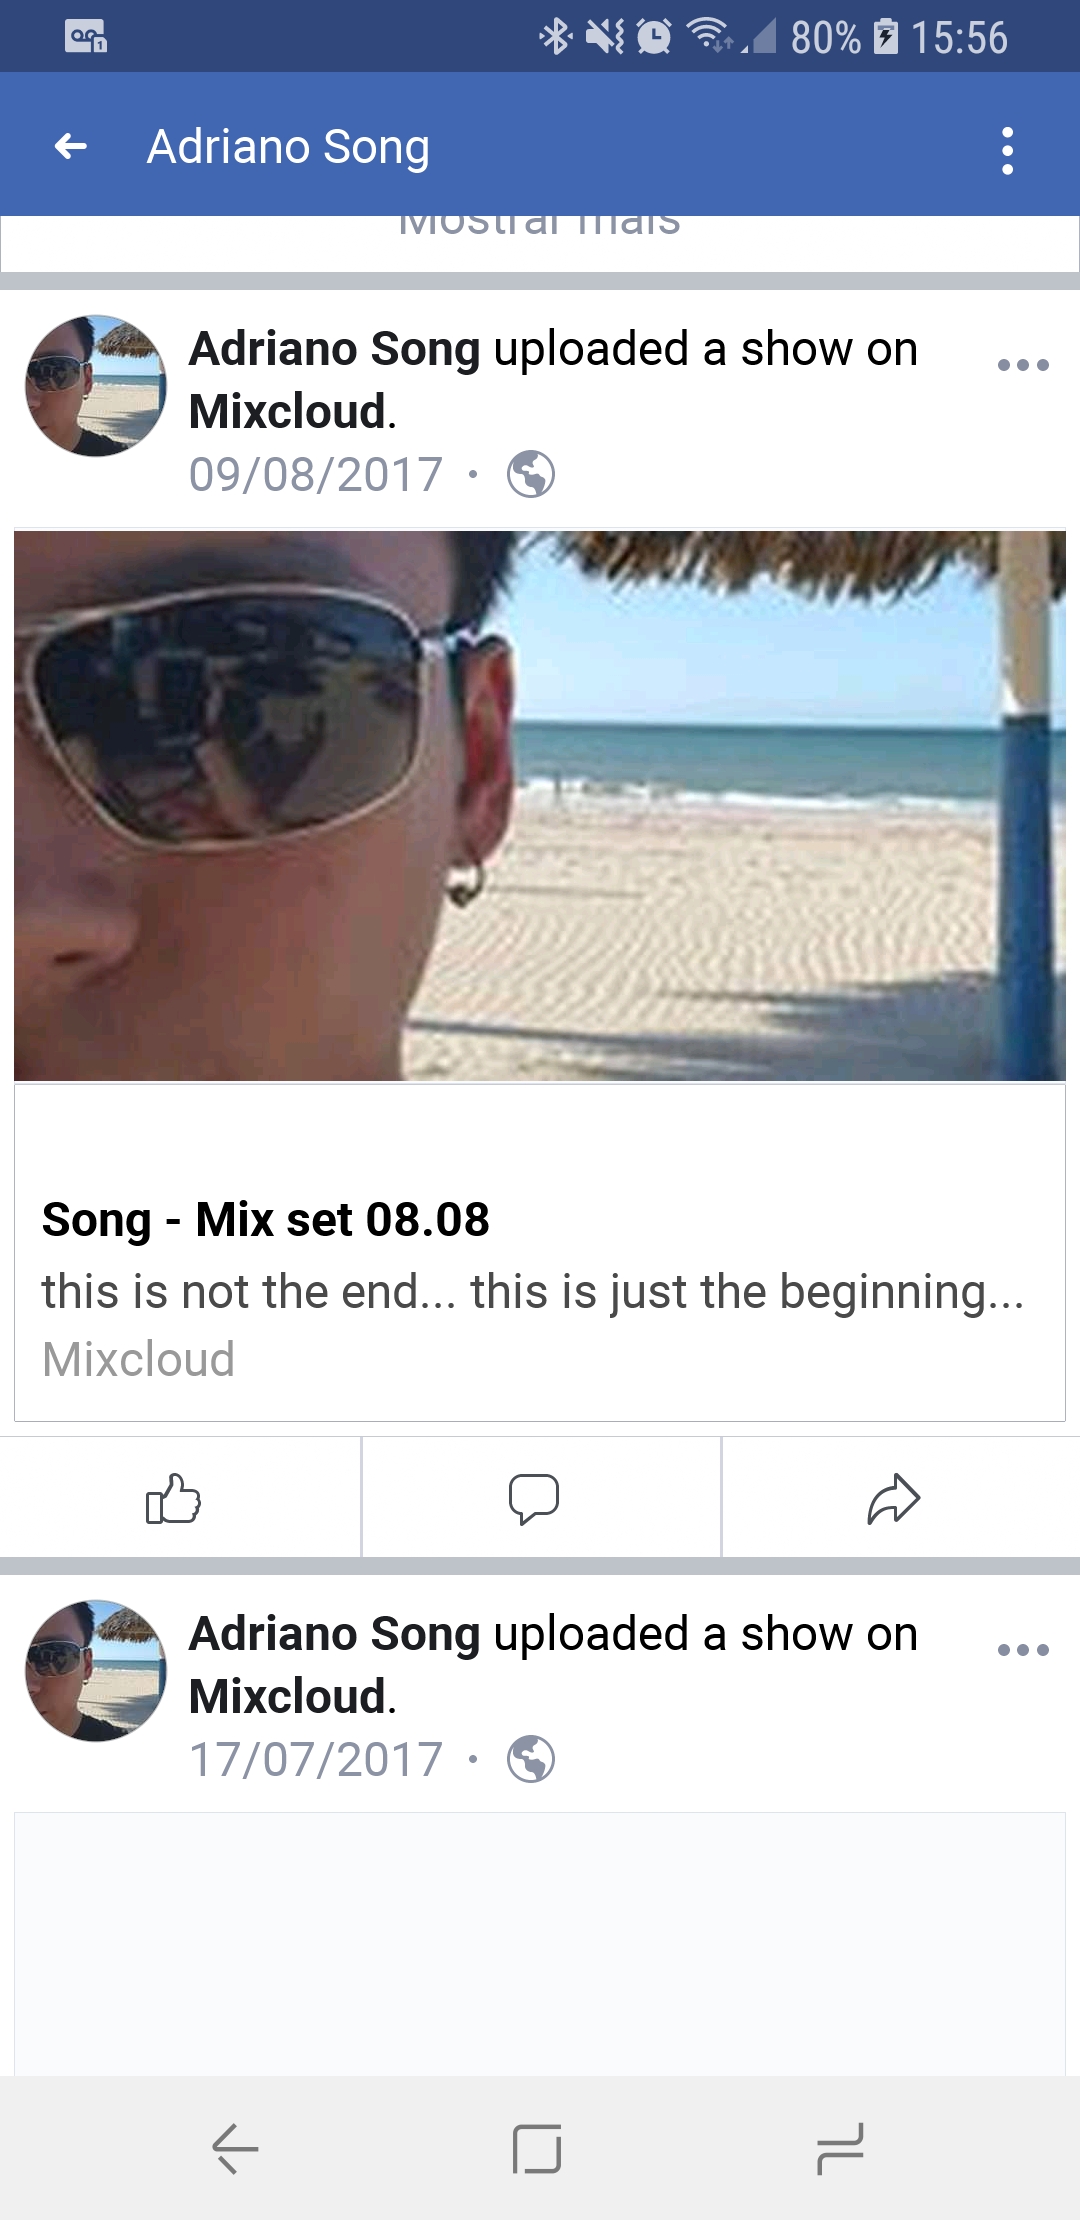 80% 15:56
Adriano Song
Mostrar mais
Adriano Song uploaded a show on
Mixcloud.
09/08/2017 ·
Song - Mix set 08.08
this is not the end... this is just the beginning...
Mixcloud
Adriano Song uploaded a show on
Mixcloud.
17/07/2017 ·